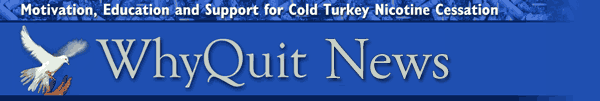 Motivation, Education and Support for Cold Turkey Nicotine Cessation
WhyQuit News